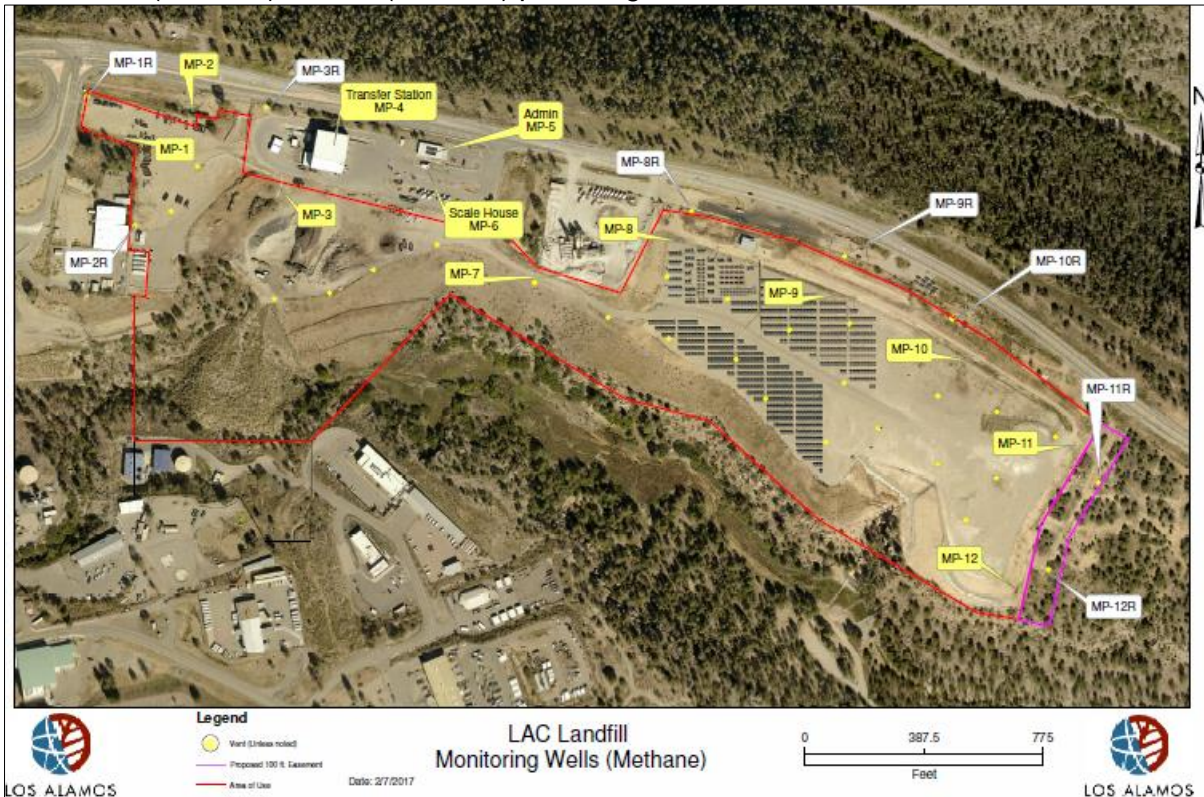 MP-1R
MP-2
MP-3R
Transfer Station
MP-4
Admin
MP-5
N
MP-1
MP-3
MP-8R
Scale House
MP-6
MP-8
MP-9R
MP-2R
MP-7
MP-9
MP-10R
MP-10
MP-11R
MP-11
MP-12
MP-12R
Legend
Vent (Unless noted)
Proposed 100 ft. Easement
Area of Use
Date: 2/7/2017
LAC Landfill
Monitoring Wells (Methane)
0 387.5 775
Feet
LOS ALAMOS
LOS ALAMOS